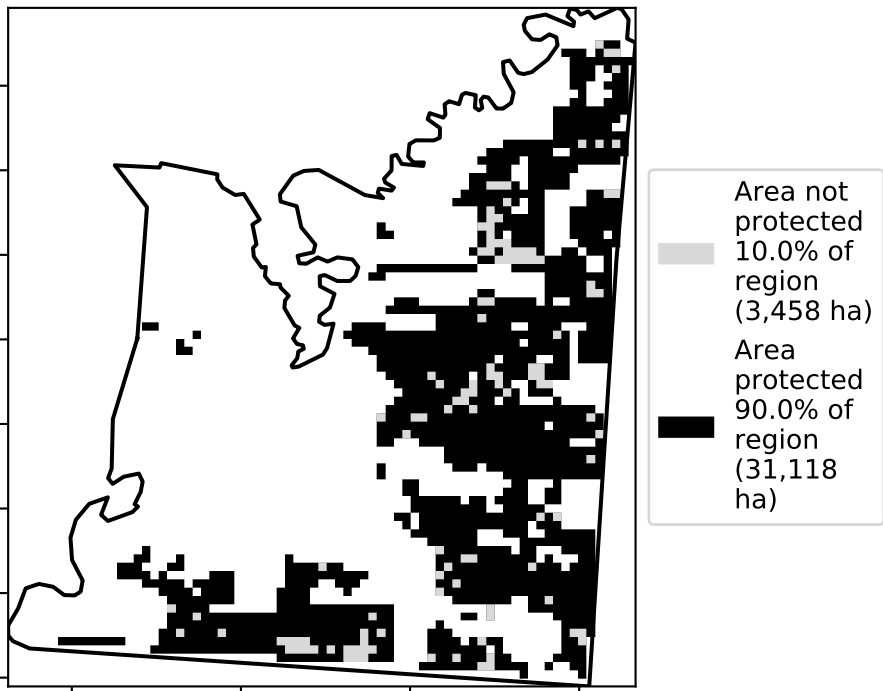 Area not
protected
10.0% of
region
(3,458 ha)
Area
protected
90.0% of
region
(31,118
ha)